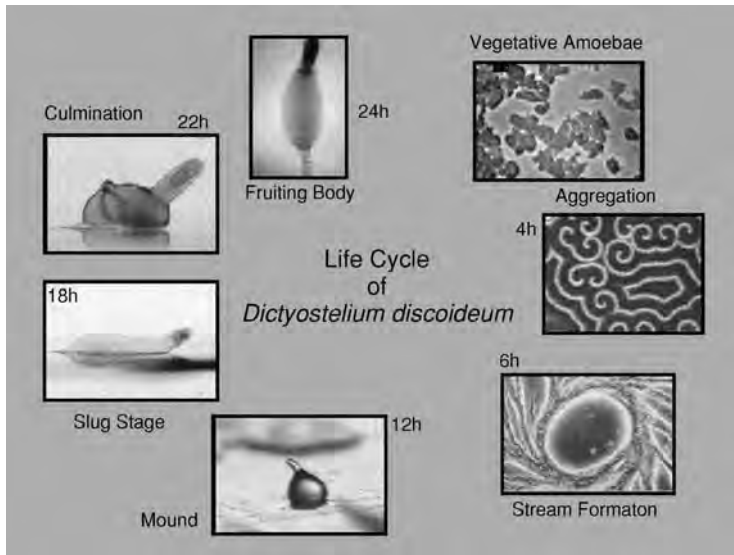 Vegetative Amoebae
Aggregation
4h
6h
Stream Formaton
12h
Mound
18h
Slug Stage
Culmination
22h
24h
Fruiting Body
Life Cycle
of
Dictyostelium discoideum